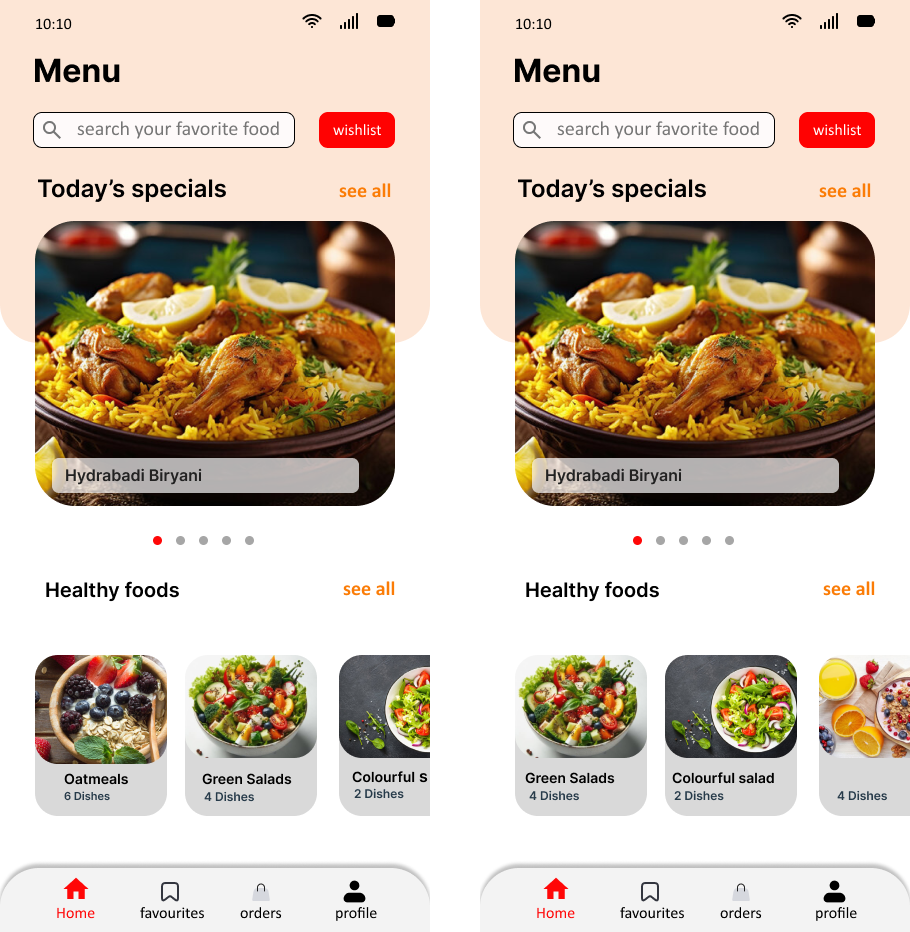 10:10
Menu
search your favorite food
wishlist
Today's specials
see all
Hydrabadi Biryani
Healthy foods
see all
Oatmeals
6 Dishes
Green Salads
4 Dishes
Colourful s
2 Dishes
Home
favourites
orders
profile
10:10
Menu
search your favorite food
wishlist
Today's specials
see all
Hydrabadi Biryani
Healthy foods
see all
Green Salads
4 Dishes
Colourful salad
2 Dishes
4 Dishes
Home
favourites
orders
profile